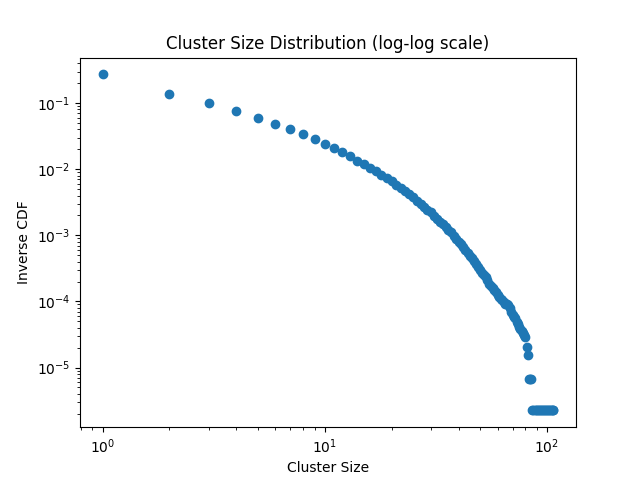 Cluster Size Distribution (log-log scale)
Inverse CDF
10⁻¹
10⁻²
10⁻³
10⁻⁴
10⁻⁵
10⁰ 10¹ 10²
Cluster Size